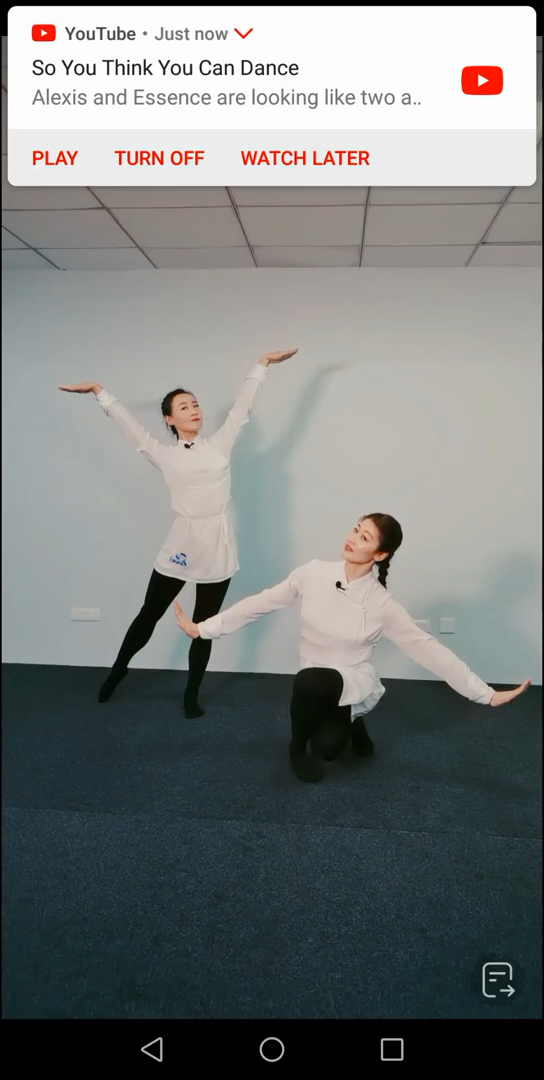 YouTube • Just now
So You Think You Can Dance
Alexis and Essence are looking like two a..
PLAY TURN OFF WATCH LATER